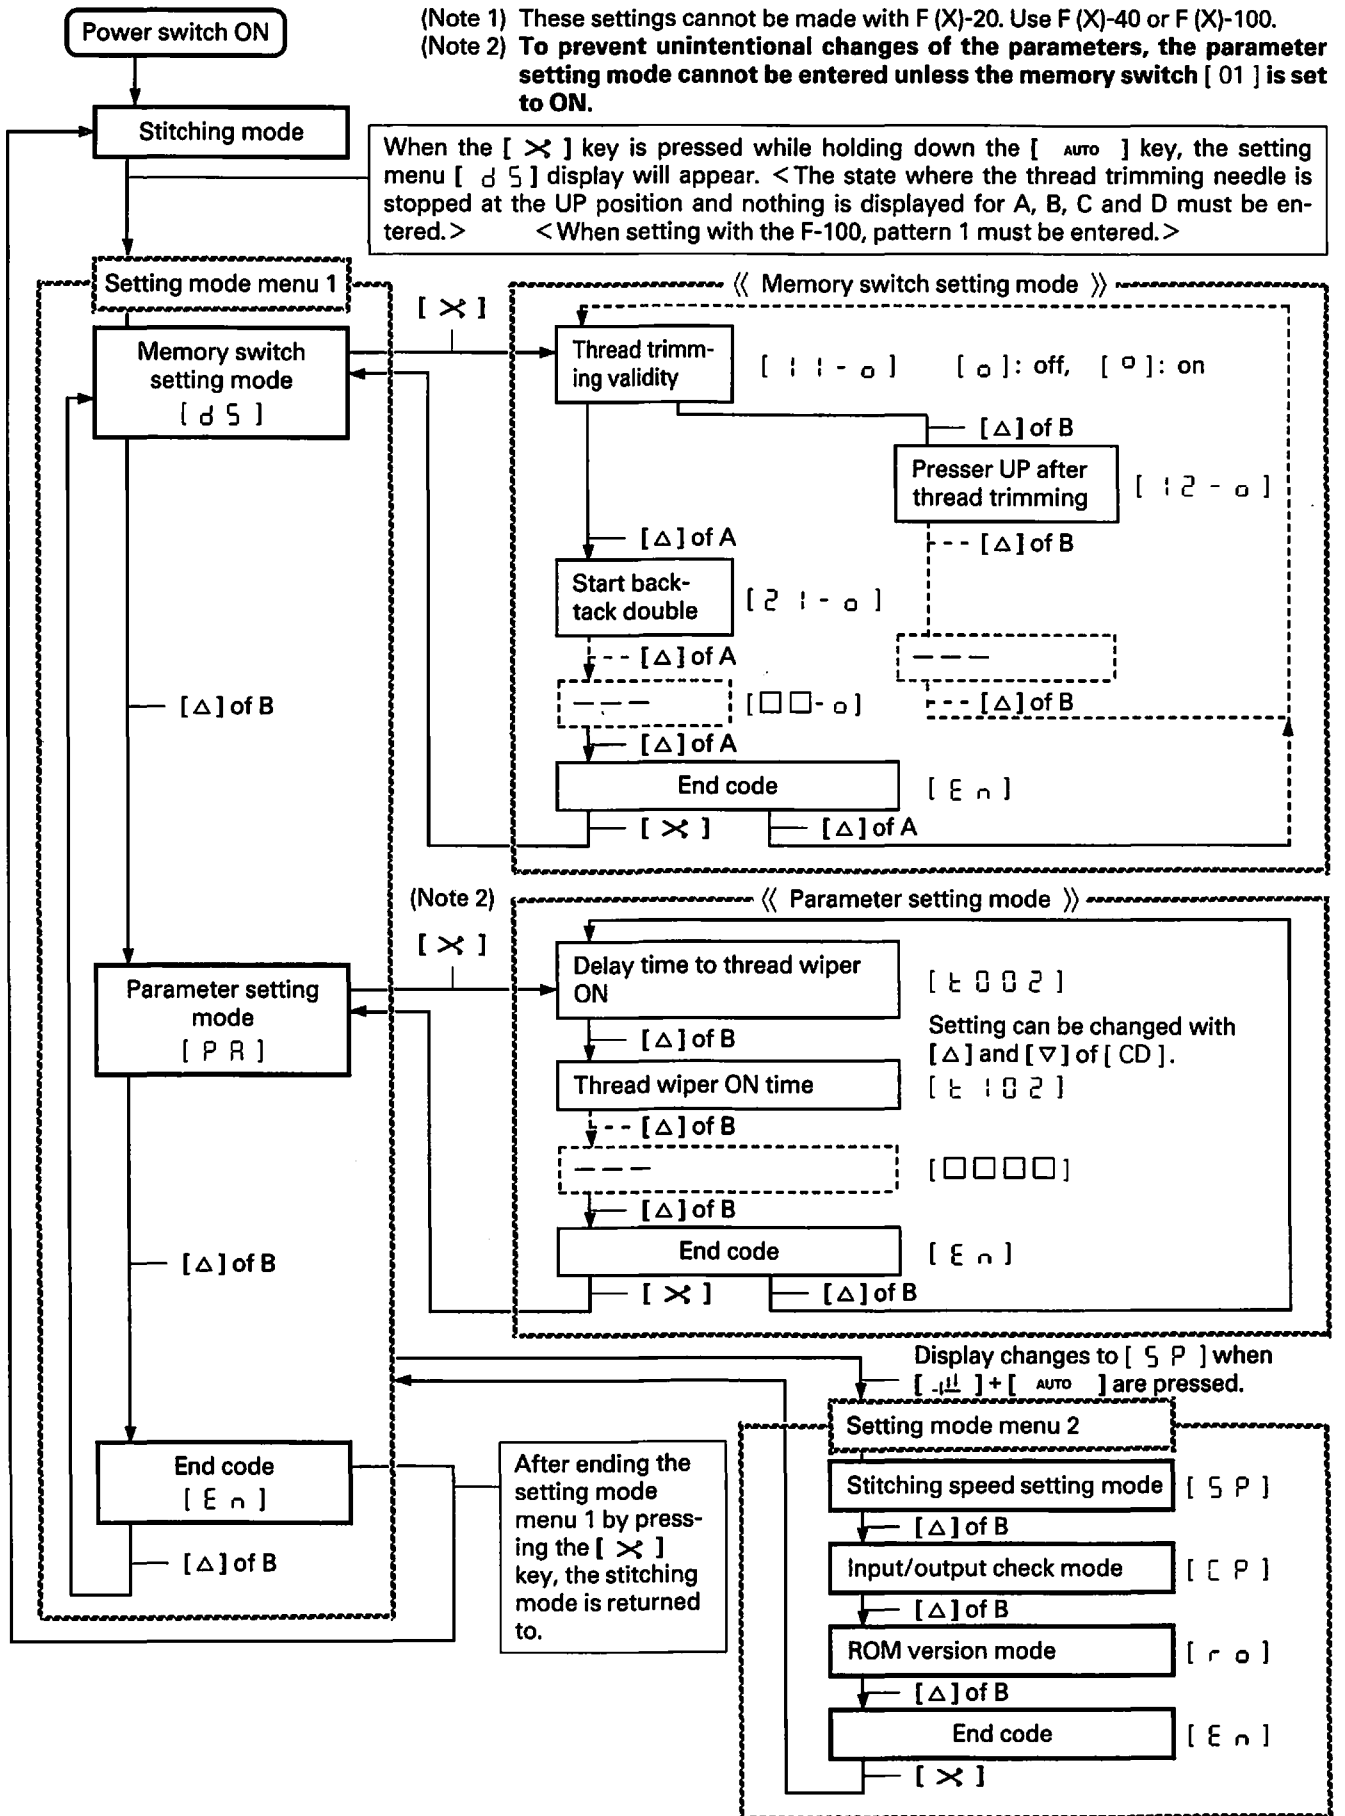 Power switch ON
(Note 1) These settings cannot be made with F (X)-20. Use F (X)-40 or F (X)-100.
(Note 2) To prevent unintentional changes of the parameters, the parameter
setting mode cannot be entered unless the memory switch [ 01 ] is set
to ON.
Stitching mode
When the [ ✂ ] key is pressed while holding down the [ AUTO ] key, the setting
menu [ d S ] display will appear. <The state where the thread trimming needle is
stopped at the UP position and nothing is displayed for A, B, C and D must be en-
tered.> <When setting with the F-100, pattern 1 must be entered.>
Setting mode menu 1
Memory switch
setting mode
[ d S ]
[△] of B
Parameter setting
mode
[ P A ]
[△] of B
End code
[ E n ]
[△] of B
[ ✂ ]
《 Memory switch setting mode 》
Thread trimm-
ing validity
[ 1 1 - o ] [ o ]: off, [ o ]: on
[△] of B
Presser UP after
thread trimming
[ 1 2 - o ]
[△] of B
[△] of A
Start back-
tack double
[ 2 1 - o ]
[△] of A
– – –
[□□- o]
– – –
[△] of B
[△] of A
End code
[ E n ]
[ ✂ ]
[△] of A
(Note 2)
[ ✂ ]
《 Parameter setting mode 》
Delay time to thread wiper
ON
[ t 0 0 2 ]
Setting can be changed with
[△] and [▽] of [ CD ].
[△] of B
Thread wiper ON time
[ t 1 0 2 ]
[△] of B
– – –
[□□□□]
[△] of B
End code
[ E n ]
[ ✂ ]
[△] of B
Display changes to [ S P ] when
[ ] + [ AUTO ] are pressed.
Setting mode menu 2
Stitching speed setting mode
[ S P ]
[△] of B
Input/output check mode
[ C P ]
[△] of B
ROM version mode
[ r o ]
[△] of B
End code
[ E n ]
[ ✂ ]
After ending the
setting mode
menu 1 by press-
ing the [ ✂ ]
key, the stitching
mode is returned
to.